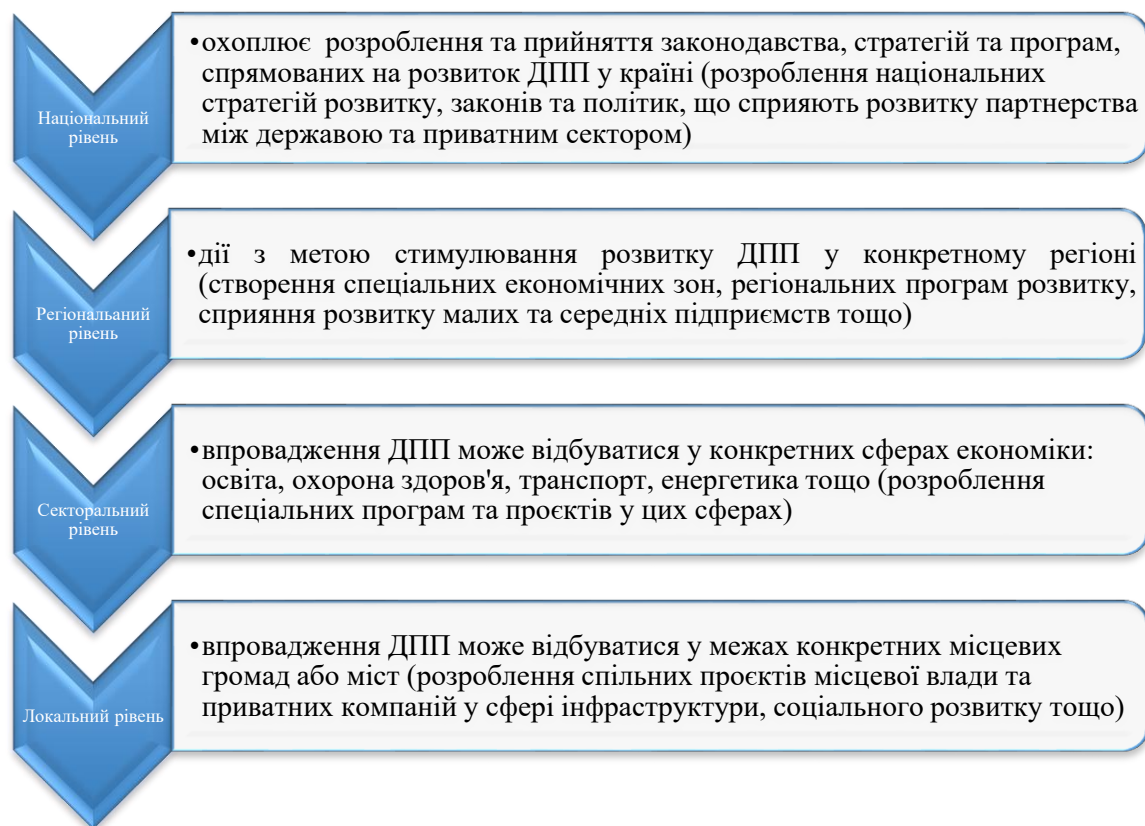 Національний
рівень
•охоплює розроблення та прийняття законодавства, стратегій та програм,
спрямованих на розвиток ДПП у країні (розроблення національних
стратегій розвитку, законів та політик, що сприяють розвитку партнерства
між державою та приватним сектором)
Регіональаний
рівень
•дії з метою стимулювання розвитку ДПП у конкретному регіоні
(створення спеціальних економічних зон, регіональних програм розвитку,
сприяння розвитку малих та середніх підприємств тощо)
Секторальний
рівень
•впровадження ДПП може відбуватися у конкретних сферах економіки:
освіта, охорона здоров'я, транспорт, енергетика тощо (розроблення
спеціальних програм та проєктів у цих сферах)
Локальний рівень
•впровадження ДПП може відбуватися у межах конкретних місцевих
громад або міст (розроблення спільних проєктів місцевої влади та
приватних компаній у сфері інфраструктури, соціального розвитку тощо)